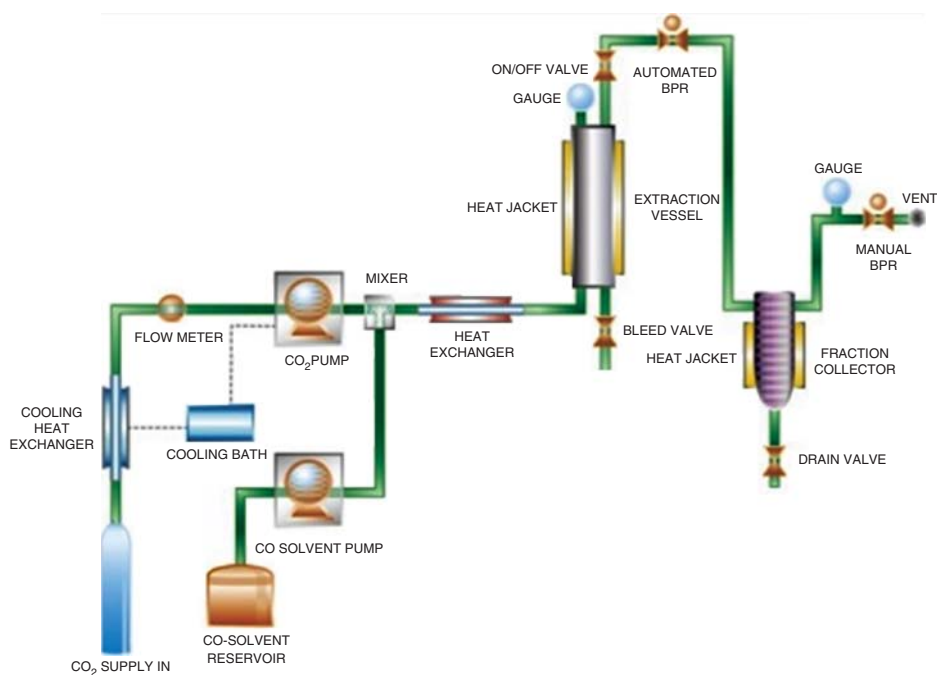 ON/OFF VALVE
GAUGE
AUTOMATED
BPR
HEAT JACKET
EXTRACTION
VESSEL
GAUGE
VENT
MANUAL
BPR
MIXER
FLOW METER
CO2PUMP
HEAT
EXCHANGER
BLEED VALVE
HEAT JACKET
FRACTION
COLLECTOR
COOLING
HEAT
EXCHANGER
COOLING BATH
DRAIN VALVE
CO SOLVENT PUMP
CO-SOLVENT
RESERVOIR
CO2 SUPPLY IN